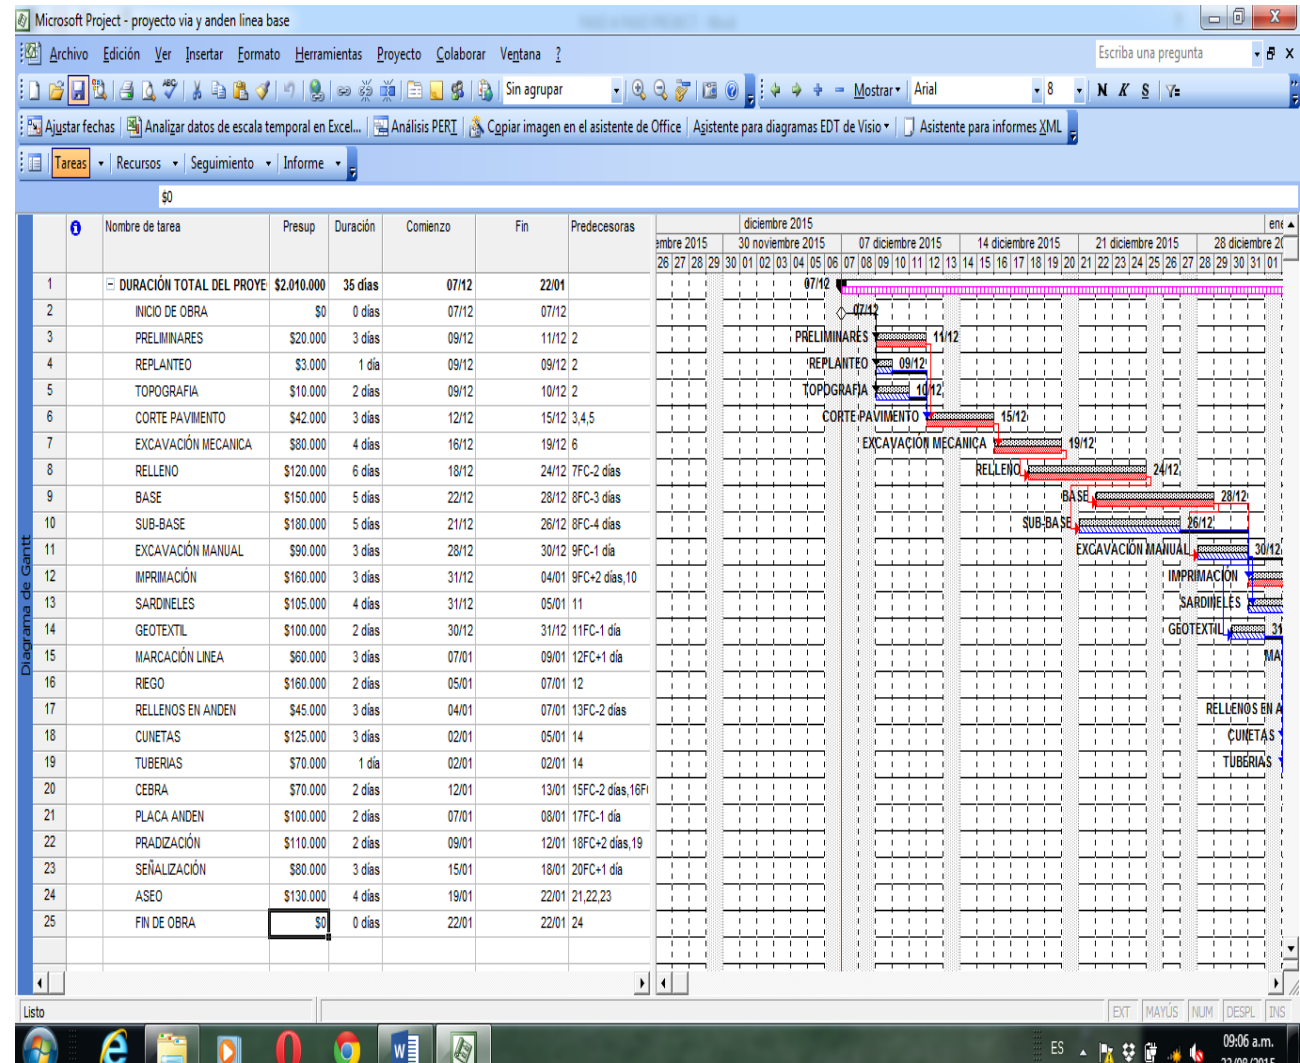 Microsoft Project - proyecto via y anden linea base
Archivo Edición Ver Insertar Formato Herramientas Proyecto Colaborar Ventana ? Escriba una pregunta
Sin agrupar Mostrar Arial 8 N K S
Ajustar fechas Analizar datos de escala temporal en Excel... Análisis PERT Copiar imagen en el asistente de Office Asistente para diagramas EDT de Visio Asistente para informes XML
Tareas Recursos Seguimiento Informe
$0
Nombre de tarea Presup Duración Comienzo Fin Predecesoras
diciembre 2015 ene
embre 2015 30 noviembre 2015 07 diciembre 2015 14 diciembre 2015 21 diciembre 2015 28 diciembre 20
26 27 28 29 30 01 02 03 04 05 06 07 08 09 10 11 12 13 14 15 16 17 18 19 20 21 22 23 24 25 26 27 28 29 30 31 01
1 DURACIÓN TOTAL DEL PROYE $2.010.000 35 días 07/12 22/01 07/12
2 INICIO DE OBRA $0 0 días 07/12 07/12 07/12
3 PRELIMINARES $20.000 3 días 09/12 11/12 2 PRELIMINARES 11/12
4 REPLANTEO $3.000 1 día 09/12 09/12 2 REPLANTEO 09/12
5 TOPOGRAFIA $10.000 2 días 09/12 10/12 2 TOPOGRAFIA 10/12
6 CORTE PAVIMENTO $42.000 3 días 12/12 15/12 3,4,5 CORTE PAVIMENTO 15/12
7 EXCAVACIÓN MECANICA $80.000 4 días 16/12 19/12 6 EXCAVACIÓN MECANICA 19/12
8 RELLENO $120.000 6 días 18/12 24/12 7FC-2 días RELLENO 24/12
9 BASE $150.000 5 días 22/12 28/12 8FC-3 días BASE 28/12
10 SUB-BASE $180.000 5 días 21/12 26/12 8FC-4 días SUB-BASE 26/12
11 EXCAVACIÓN MANUAL $90.000 3 días 28/12 30/12 9FC-1 día EXCAVACIÓN MANUAL 30/12
12 IMPRIMACIÓN $160.000 3 días 31/12 04/01 9FC+2 días,10 IMPRIMACIÓN
13 SARDINELES $105.000 4 días 31/12 05/01 11 SARDINELES
14 GEOTEXTIL $100.000 2 días 30/12 31/12 11FC-1 día GEOTEXTIL 31
15 MARCACIÓN LINEA $60.000 3 días 07/01 09/01 12FC+1 día MA
16 RIEGO $160.000 2 días 05/01 07/01 12
17 RELLENOS EN ANDEN $45.000 3 días 04/01 07/01 13FC-2 días RELLENOS EN A
18 CUNETAS $125.000 3 días 02/01 05/01 14 CUNETAS
19 TUBERIAS $70.000 1 día 02/01 02/01 14 TUBERIAS
20 CEBRA $70.000 2 días 12/01 13/01 15FC-2 días,16F
21 PLACA ANDEN $100.000 2 días 07/01 08/01 17FC-1 día
22 PRADIZACIÓN $110.000 2 días 09/01 12/01 18FC+2 días,19
23 SEÑALIZACIÓN $80.000 3 días 15/01 18/01 20FC+1 día
24 ASEO $130.000 4 días 19/01 22/01 21,22,23
25 FIN DE OBRA $0 0 días 22/01 22/01 24
Diagrama de Gantt
Listo EXT MAYÚS NUM DESPL INS
ES 09:06 a.m.